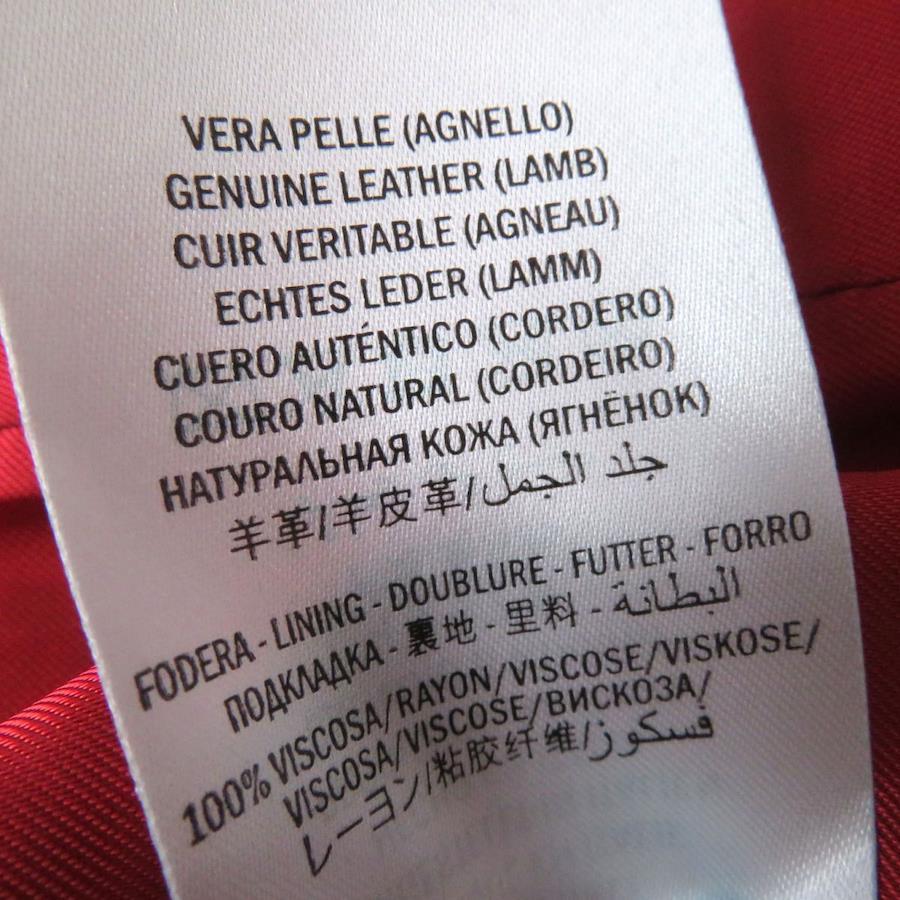 VERA PELLE (AGNELLO)
GENUINE LEATHER (LAMB)
CUIR VERITABLE (AGNEAU)
ECHTES LEDER (LAMM)
CUERO AUTÉNTICO (CORDERO)
COURO NATURAL (CORDEIRO)
НАТУРАЛЬНАЯ КОЖА (ЯГНЁНОК)
羊革/羊皮革/جلد الجمل
FODERA - LINING - DOUBLURE - FUTTER - FORRO
ПОДКЛАДКА - 裏地 - 里料 - البطانة
100% VISCOSA/RAYON/VISCOSE/VISKOSE/
VISCOSA/VISCOSE/ВИСКОЗА/
レーヨン/粘胶纤维/فسكوز